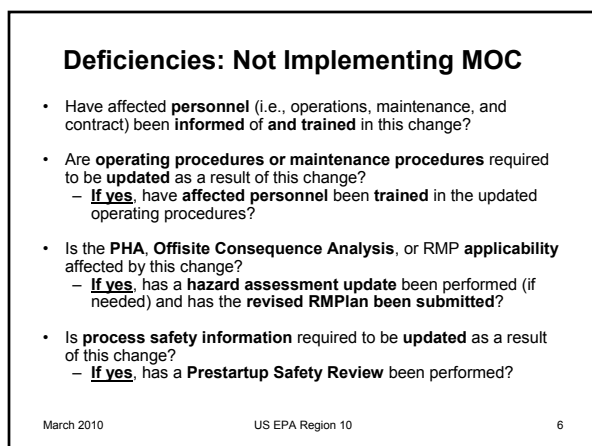 Deficiencies: Not Implementing MOC
• Have affected personnel (i.e., operations, maintenance, and
contract) been informed of and trained in this change?
• Are operating procedures or maintenance procedures required
to be updated as a result of this change?
– If yes, have affected personnel been trained in the updated
operating procedures?
• Is the PHA, Offsite Consequence Analysis, or RMP applicability
affected by this change?
– If yes, has a hazard assessment update been performed (if
needed) and has the revised RMPlan been submitted?
• Is process safety information required to be updated as a result
of this change?
– If yes, has a Prestartup Safety Review been performed?
March 2010 US EPA Region 10 6